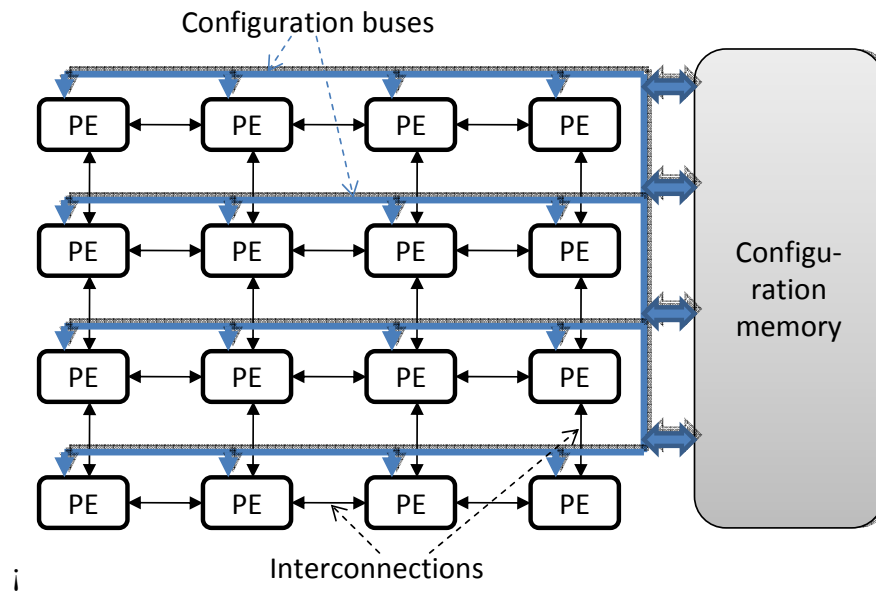 Configuration buses
PE PE PE PE
PE PE PE PE
Configu-
ration
memory
PE PE PE PE
PE PE PE PE
Interconnections
¡